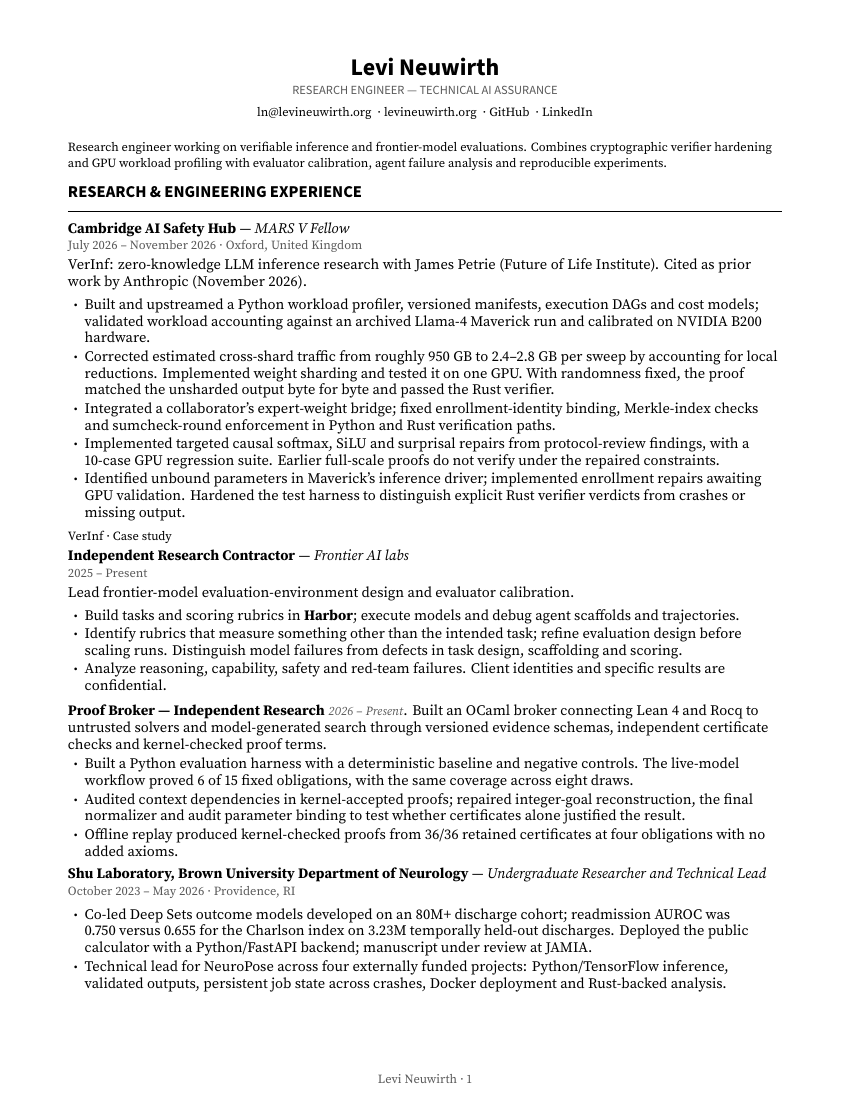 Levi Neuwirth
RESEARCH ENGINEER — TECHNICAL AI ASSURANCE
ln@levineuwirth.org · levineuwirth.org · GitHub · LinkedIn
Research engineer working on verifiable inference and frontier-model evaluations. Combines cryptographic verifier hardening
and GPU workload profiling with evaluator calibration, agent failure analysis and reproducible experiments.
RESEARCH & ENGINEERING EXPERIENCE
Cambridge AI Safety Hub — MARS V Fellow
July 2026 – November 2026 · Oxford, United Kingdom
VerInf: zero-knowledge LLM inference research with James Petrie (Future of Life Institute). Cited as prior
work by Anthropic (November 2026).
· Built and upstreamed a Python workload profiler, versioned manifests, execution DAGs and cost models;
validated workload accounting against an archived Llama-4 Maverick run and calibrated on NVIDIA B200
hardware.
· Corrected estimated cross-shard traffic from roughly 950 GB to 2.4–2.8 GB per sweep by accounting for local
reductions. Implemented weight sharding and tested it on one GPU. With randomness fixed, the proof
matched the unsharded output byte for byte and passed the Rust verifier.
· Integrated a collaborator’s expert-weight bridge; fixed enrollment-identity binding, Merkle-index checks
and sumcheck-round enforcement in Python and Rust verification paths.
· Implemented targeted causal softmax, SiLU and surprisal repairs from protocol-review findings, with a
10-case GPU regression suite. Earlier full-scale proofs do not verify under the repaired constraints.
· Identified unbound parameters in Maverick’s inference driver; implemented enrollment repairs awaiting
GPU validation. Hardened the test harness to distinguish explicit Rust verifier verdicts from crashes or
missing output.
VerInf · Case study
Independent Research Contractor — Frontier AI labs
2025 – Present
Lead frontier-model evaluation-environment design and evaluator calibration.
· Build tasks and scoring rubrics in Harbor; execute models and debug agent scaffolds and trajectories.
· Identify rubrics that measure something other than the intended task; refine evaluation design before
scaling runs. Distinguish model failures from defects in task design, scaffolding and scoring.
· Analyze reasoning, capability, safety and red-team failures. Client identities and specific results are
confidential.
Proof Broker — Independent Research 2026 – Present. Built an OCaml broker connecting Lean 4 and Rocq to
untrusted solvers and model-generated search through versioned evidence schemas, independent certificate
checks and kernel-checked proof terms.
· Built a Python evaluation harness with a deterministic baseline and negative controls. The live-model
workflow proved 6 of 15 fixed obligations, with the same coverage across eight draws.
· Audited context dependencies in kernel-accepted proofs; repaired integer-goal reconstruction, the final
normalizer and audit parameter binding to test whether certificates alone justified the result.
· Offline replay produced kernel-checked proofs from 36/36 retained certificates at four obligations with no
added axioms.
Shu Laboratory, Brown University Department of Neurology — Undergraduate Researcher and Technical Lead
October 2023 – May 2026 · Providence, RI
· Co-led Deep Sets outcome models developed on an 80M+ discharge cohort; readmission AUROC was
0.750 versus 0.655 for the Charlson index on 3.23M temporally held-out discharges. Deployed the public
calculator with a Python/FastAPI backend; manuscript under review at JAMIA.
· Technical lead for NeuroPose across four externally funded projects: Python/TensorFlow inference,
validated outputs, persistent job state across crashes, Docker deployment and Rust-backed analysis.
Levi Neuwirth · 1